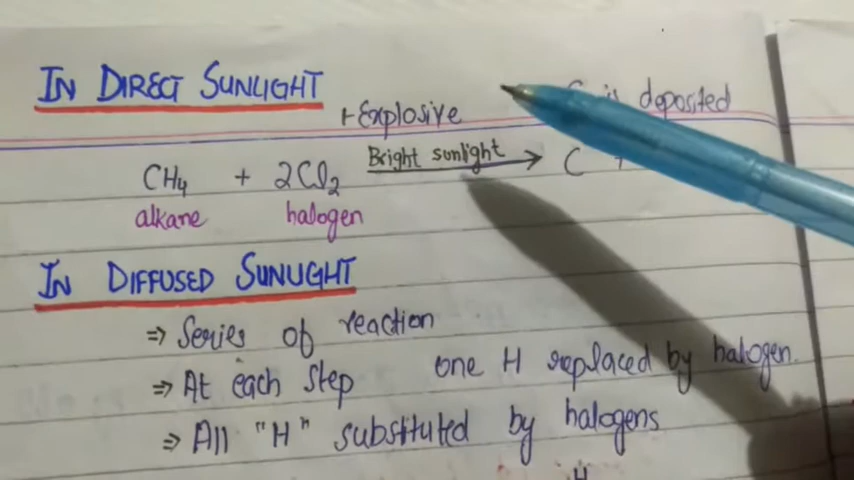 IN DIRECT SUNLIGHT
+Explosive is deposited
CH4 + 2Cl2 Bright sunlight → C +
alkane halogen
IN DIFFUSED SUNLIGHT
⇒ Series of reaction
⇒ At each step one H replaced by halogen.
⇒ All "H" substituted by halogens
H